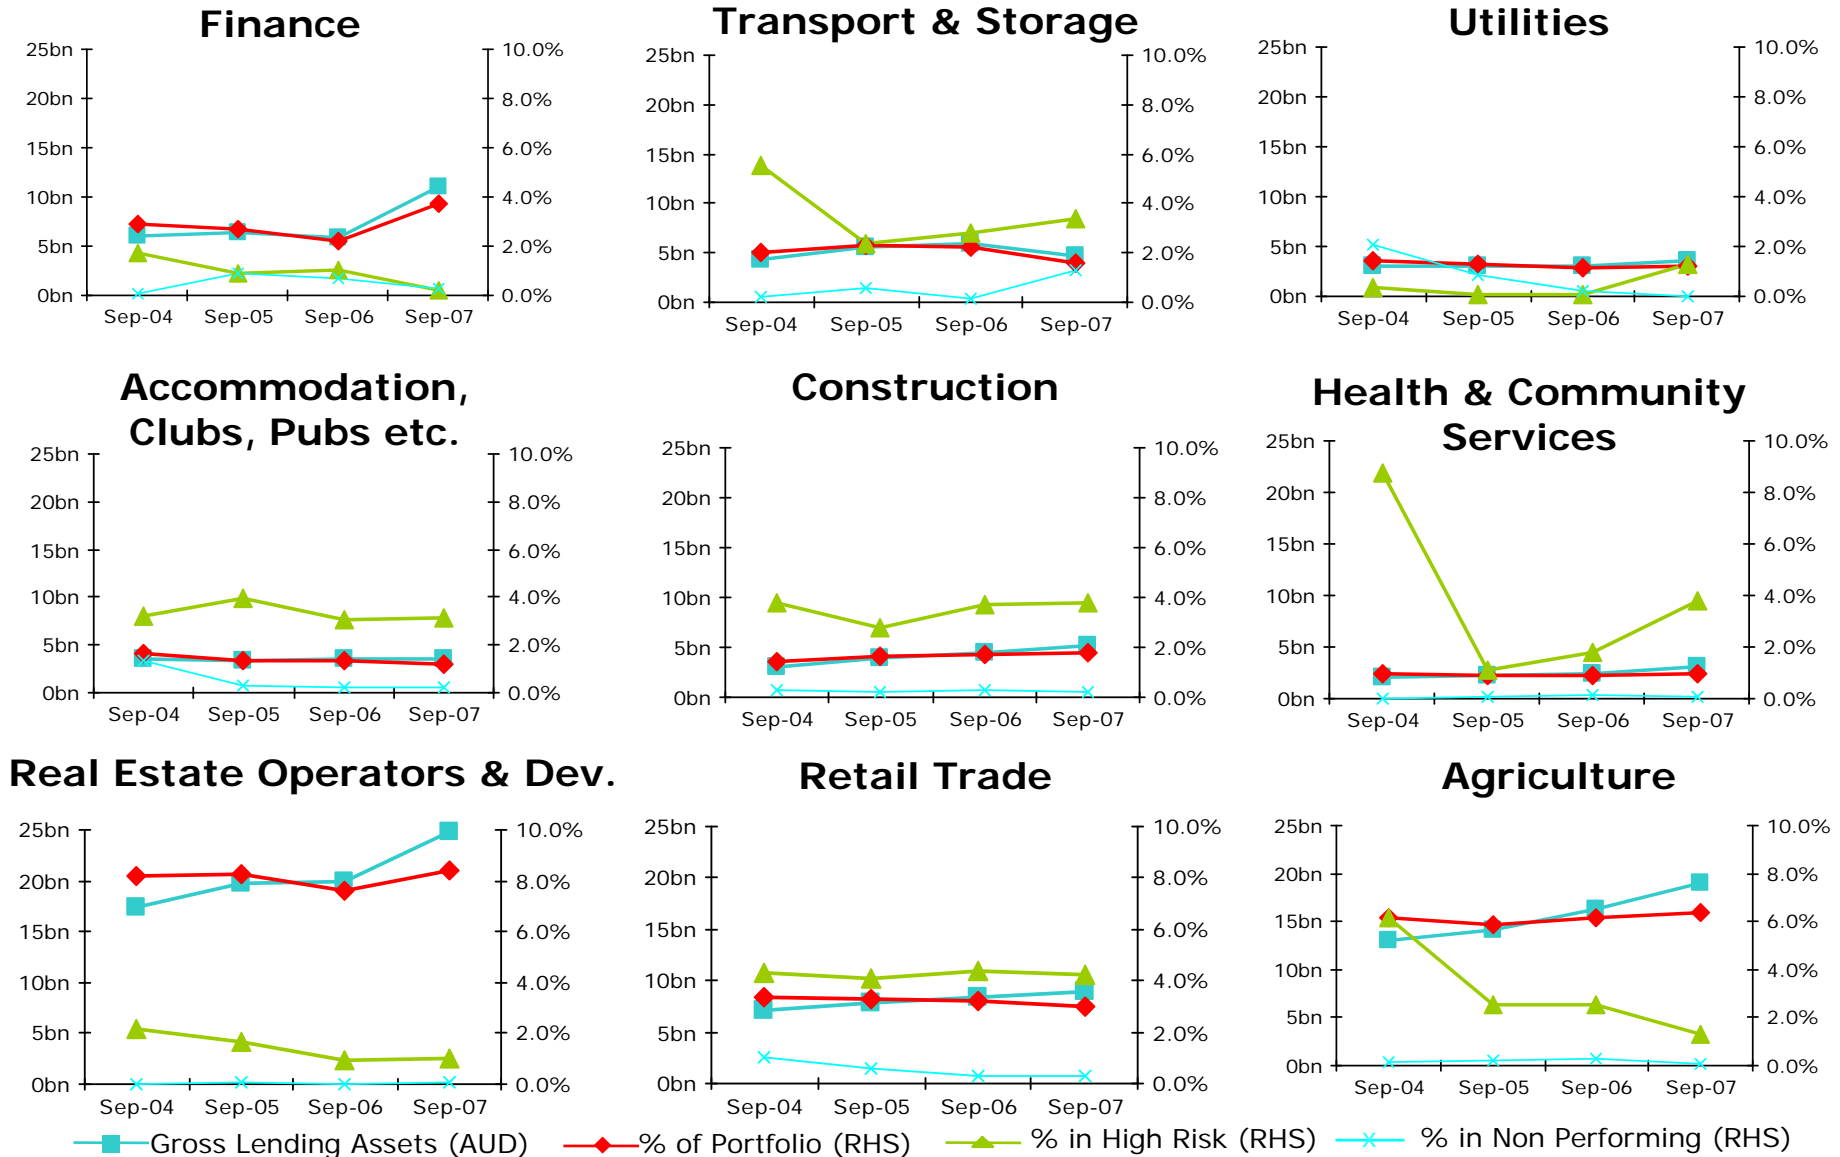 Finance
25bn
20bn
15bn
10bn
5bn
0bn
10.0%
8.0%
6.0%
4.0%
2.0%
0.0%
Sep-04 Sep-05 Sep-06 Sep-07
Transport & Storage
25bn
20bn
15bn
10bn
5bn
0bn
10.0%
8.0%
6.0%
4.0%
2.0%
0.0%
Sep-04 Sep-05 Sep-06 Sep-07
Utilities
25bn
20bn
15bn
10bn
5bn
0bn
10.0%
8.0%
6.0%
4.0%
2.0%
0.0%
Sep-04 Sep-05 Sep-06 Sep-07
Accommodation,
Clubs, Pubs etc.
25bn
20bn
15bn
10bn
5bn
0bn
10.0%
8.0%
6.0%
4.0%
2.0%
0.0%
Sep-04 Sep-05 Sep-06 Sep-07
Construction
25bn
20bn
15bn
10bn
5bn
0bn
10.0%
8.0%
6.0%
4.0%
2.0%
0.0%
Sep-04 Sep-05 Sep-06 Sep-07
Health & Community
Services
25bn
20bn
15bn
10bn
5bn
0bn
10.0%
8.0%
6.0%
4.0%
2.0%
0.0%
Sep-04 Sep-05 Sep-06 Sep-07
Real Estate Operators & Dev.
25bn
20bn
15bn
10bn
5bn
0bn
10.0%
8.0%
6.0%
4.0%
2.0%
0.0%
Sep-04 Sep-05 Sep-06 Sep-07
Retail Trade
25bn
20bn
15bn
10bn
5bn
0bn
10.0%
8.0%
6.0%
4.0%
2.0%
0.0%
Sep-04 Sep-05 Sep-06 Sep-07
Agriculture
25bn
20bn
15bn
10bn
5bn
0bn
10.0%
8.0%
6.0%
4.0%
2.0%
0.0%
Sep-04 Sep-05 Sep-06 Sep-07
Gross Lending Assets (AUD) % of Portfolio (RHS) % in High Risk (RHS) % in Non Performing (RHS)